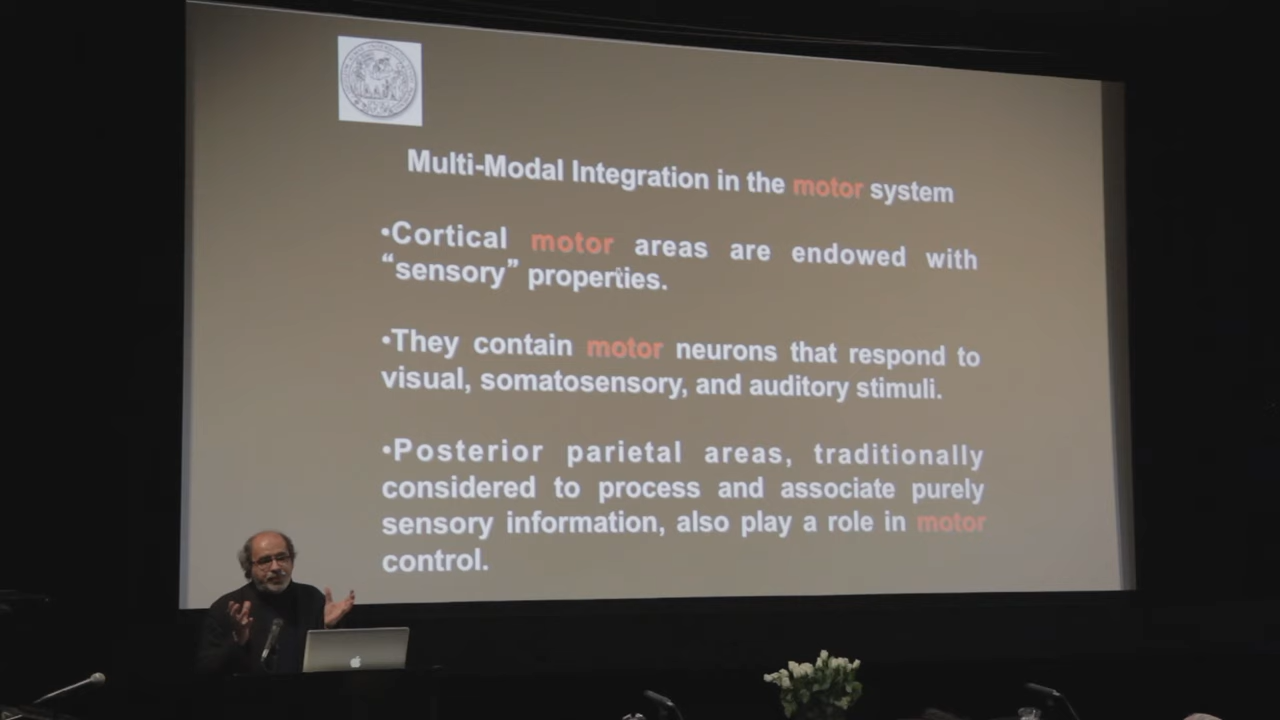 Multi-Modal Integration in the motor system
•Cortical motor areas are endowed with
“sensory” properties.
•They contain motor neurons that respond to
visual, somatosensory, and auditory stimuli.
•Posterior parietal areas, traditionally
considered to process and associate purely
sensory information, also play a role in motor
control.